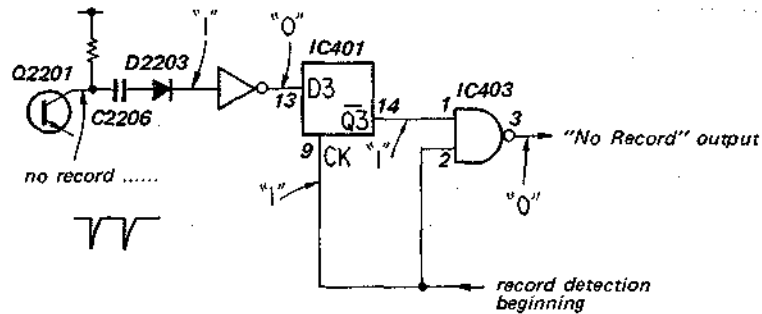 "1"
"0"
D2203
IC401
Q2201
IC403
13
D3
14
1
C2206
Q3
3
"No Record" output
9
CK
"1"
2
no record ......
"1"
"0"
record detection
beginning